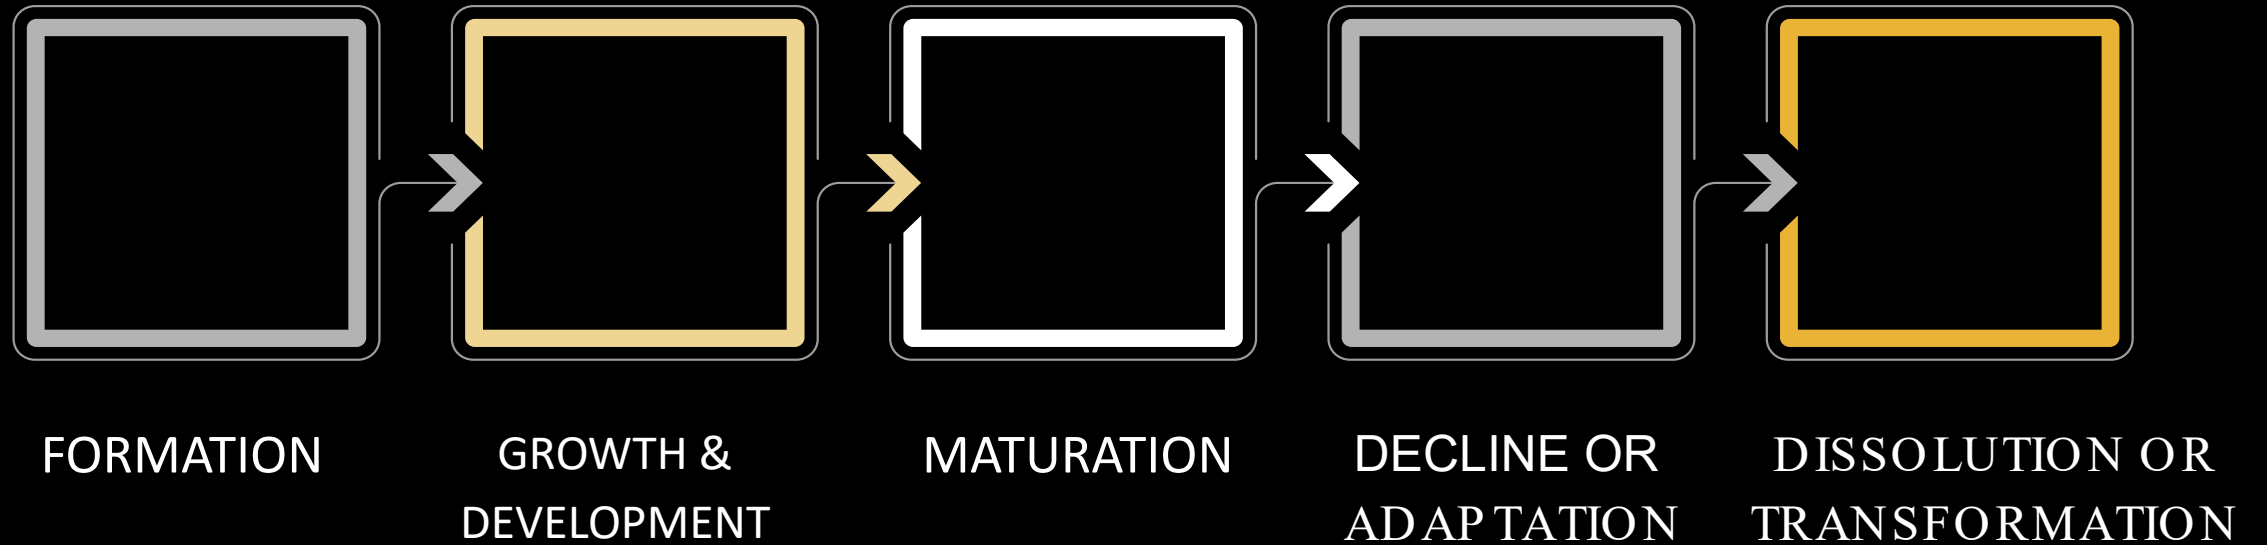 FORMATION
GROWTH &
DEVELOPMENT
MATURATION
DECLINE OR
ADAPTATION
DISSOLUTION OR
TRANSFORMATION